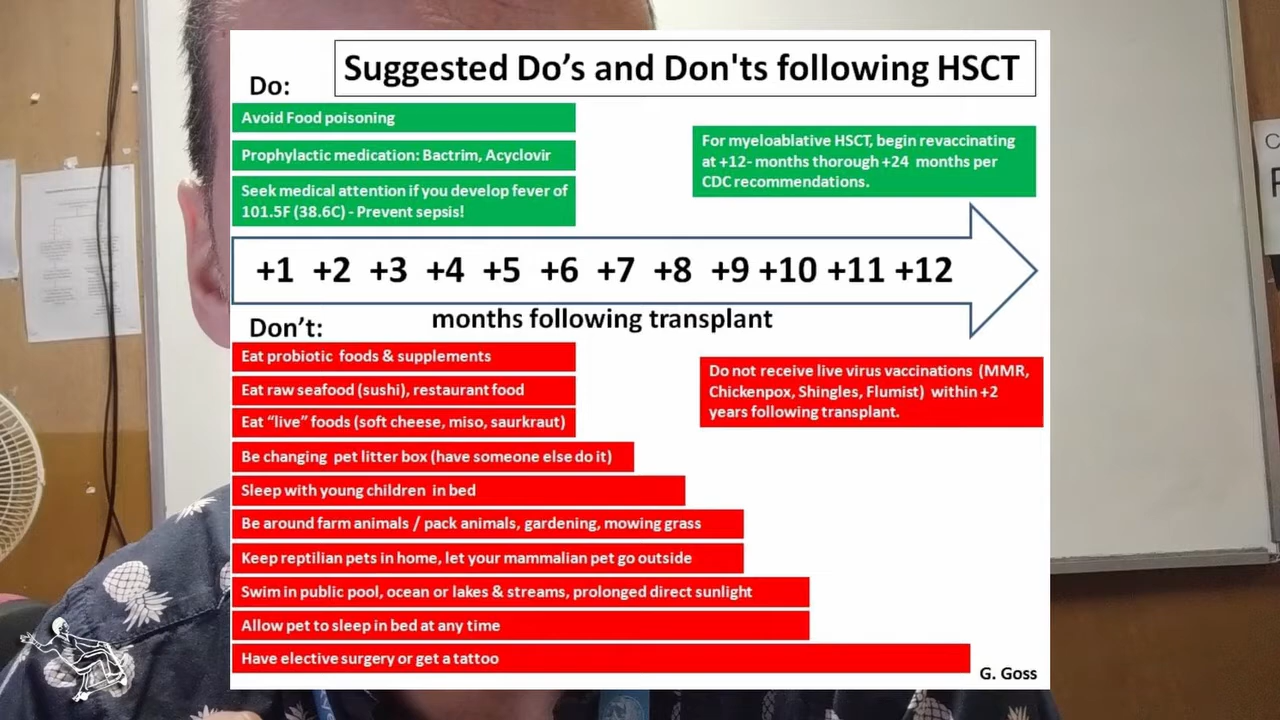 Suggested Do's and Don'ts following HSCT
Do:
Avoid Food poisoning
Prophylactic medication: Bactrim, Acyclovir
Seek medical attention if you develop fever of
101.5F (38.6C) - Prevent sepsis!
For myeloablative HSCT, begin revaccinating
at +12- months thorough +24 months per
CDC recommendations.
+1 +2 +3 +4 +5 +6 +7 +8 +9 +10 +11 +12
months following transplant
Don't:
Eat probiotic foods & supplements
Eat raw seafood (sushi), restaurant food
Eat “live” foods (soft cheese, miso, saurkraut)
Be changing pet litter box (have someone else do it)
Sleep with young children in bed
Be around farm animals / pack animals, gardening, mowing grass
Keep reptilian pets in home, let your mammalian pet go outside
Swim in public pool, ocean or lakes & streams, prolonged direct sunlight
Allow pet to sleep in bed at any time
Have elective surgery or get a tattoo
Do not receive live virus vaccinations (MMR,
Chickenpox, Shingles, Flumist) within +2
years following transplant.
G. Goss